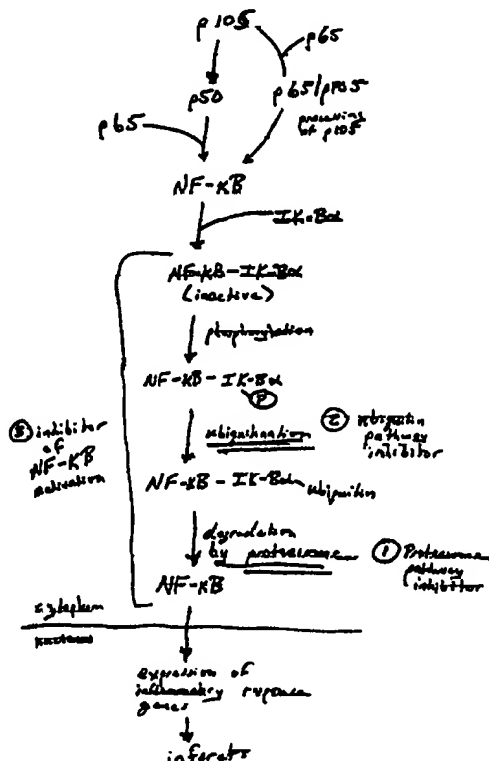 p105
p65
p50
p65/p105
processing
of p105
p65
NF-KB
IK-Bα
NF-KB-IK-Bα
(inactive)
phosphorylation
NF-KB-IK-Bα
P
ubiquitination
② ubiquitin
pathway
inhibitor
③ inhibitor
of
NF-KB
activation
NF-KB-IK-Bα-ubiquitin
degradation
by proteasome
① Proteasome
pathway
inhibitor
NF-KB
cytoplasm
nucleus
expression of
inflammatory response
genes
infarcts